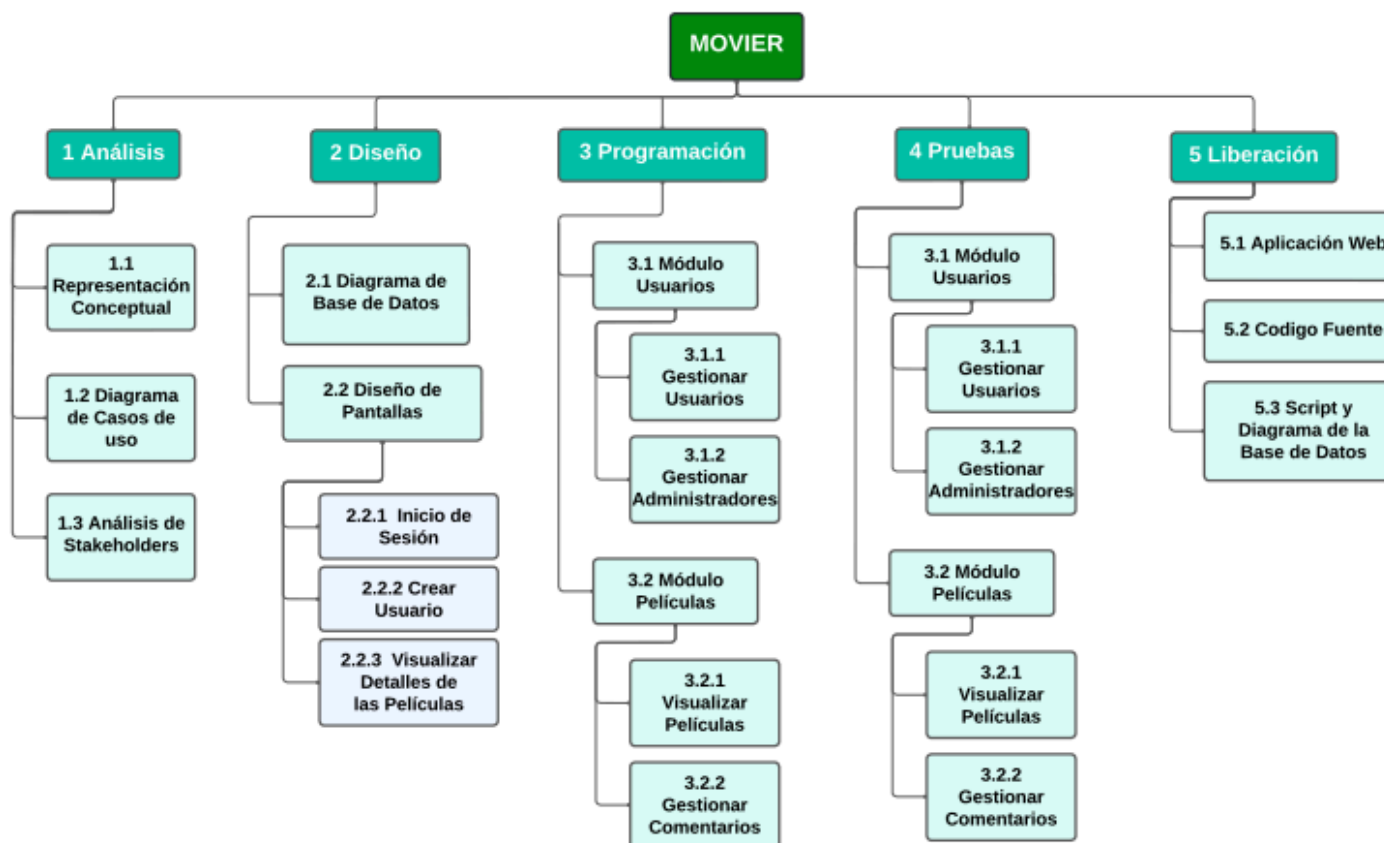 MOVIER
1 Análisis
2 Diseño
3 Programación
4 Pruebas
5 Liberación
1.1
Representación
Conceptual
1.2 Diagrama
de Casos de
uso
1.3 Análisis de
Stakeholders
2.1 Diagrama de
Base de Datos
2.2 Diseño de
Pantallas
2.2.1 Inicio de
Sesión
2.2.2 Crear
Usuario
2.2.3 Visualizar
Detalles de
las Películas
3.1 Módulo
Usuarios
3.1.1
Gestionar
Usuarios
3.1.2
Gestionar
Administradores
3.2 Módulo
Películas
3.2.1
Visualizar
Películas
3.2.2
Gestionar
Comentarios
3.1 Módulo
Usuarios
3.1.1
Gestionar
Usuarios
3.1.2
Gestionar
Administradores
3.2 Módulo
Películas
3.2.1
Visualizar
Películas
3.2.2
Gestionar
Comentarios
5.1 Aplicación Web
5.2 Codigo Fuente
5.3 Script y
Diagrama de la
Base de Datos